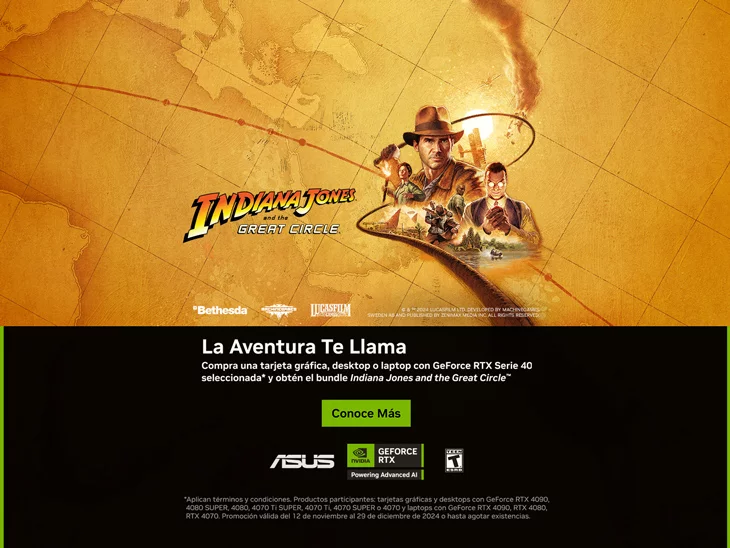 INDIANA JONES
and the
GREAT CIRCLE
Bethesda
MACHINEGAMES
LUCASFILM
GAMES
© & ™ 2024 LUCASFILM LTD. DEVELOPED BY MACHINEGAMES
SWEDEN AB AND PUBLISHED BY ZENIMAX MEDIA INC. ALL RIGHTS RESERVED.
La Aventura Te Llama
Compra una tarjeta gráfica, desktop o laptop con GeForce RTX Serie 40
seleccionada* y obtén el bundle Indiana Jones and the Great Circle™
Conoce Más
ASUS
NVIDIA
GEFORCE
RTX
Powering Advanced AI
TEEN
T
ESRB
*Aplican términos y condiciones. Productos participantes: tarjetas gráficas y desktops con GeForce RTX 4090,
4080 SUPER, 4080, 4070 Ti SUPER, 4070 Ti, 4070 SUPER o 4070 y laptops con GeForce RTX 4090, RTX 4080,
RTX 4070. Promoción válida del 12 de noviembre al 29 de diciembre de 2024 o hasta agotar existencias.